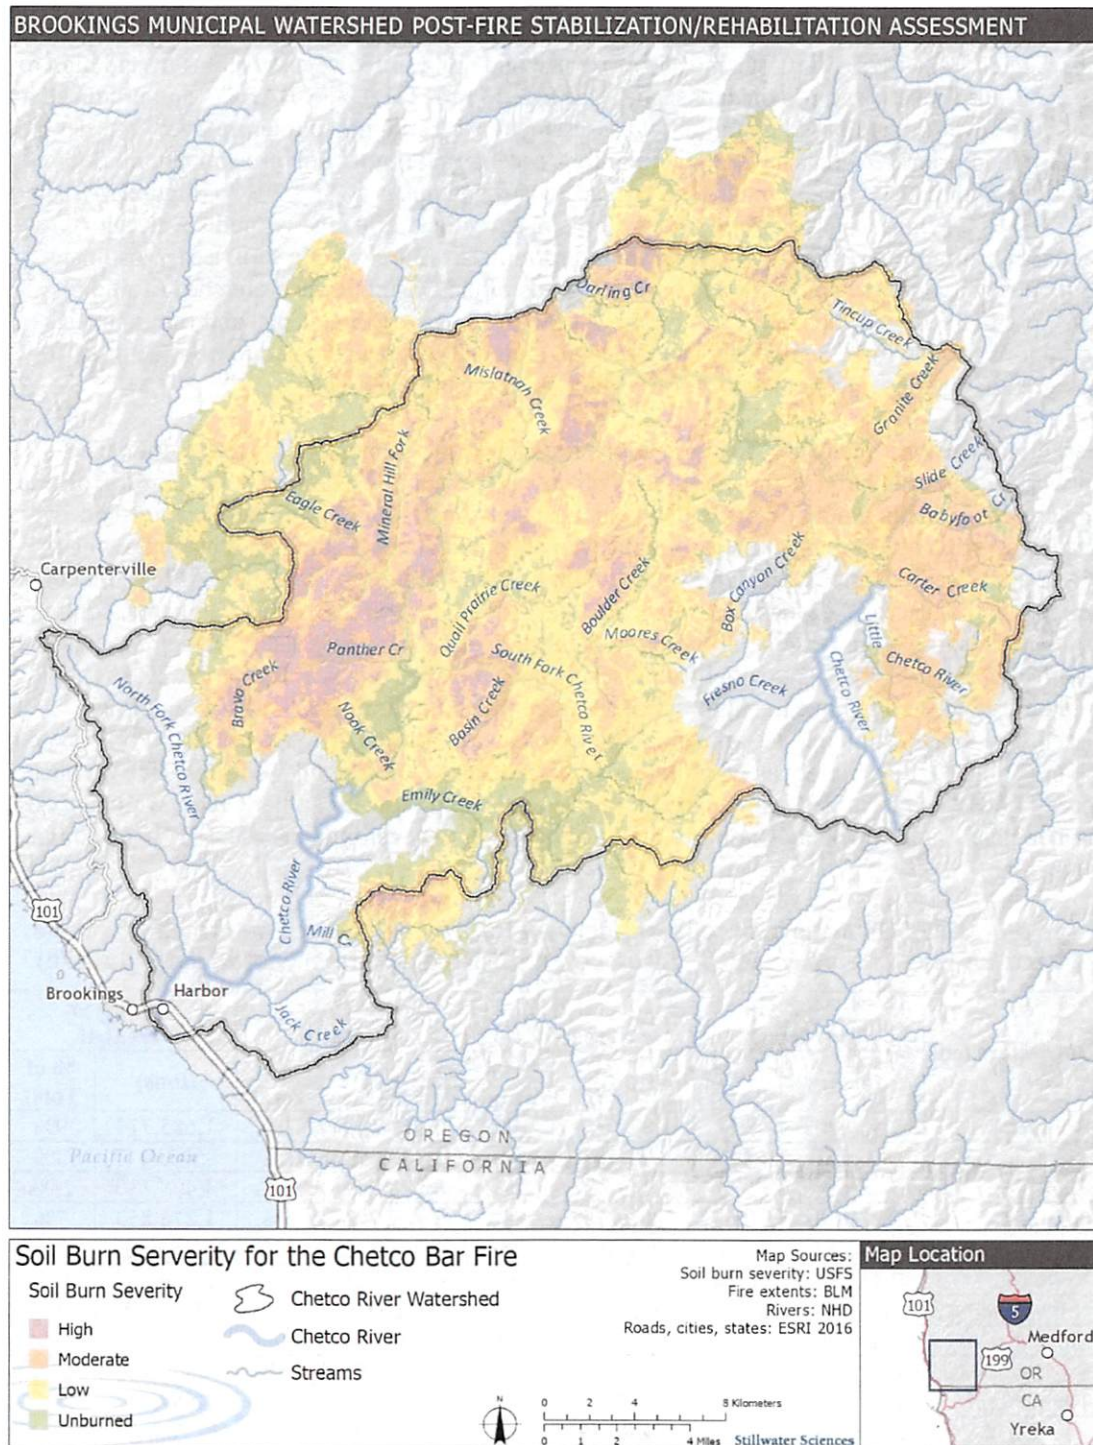 BROOKINGS MUNICIPAL WATERSHED POST-FIRE STABILIZATION/REHABILITATION ASSESSMENT
Darling Cr
Tincup Creek
Mislatnah Creek
Granite Creek
Mineral Hill Fork
Slide Creek
Eagle Creek
Babyfoot Cr
Carpenterville
Box Canyon Creek
Carter Creek
Quail Prairie Creek
Boulder Creek
Little
Chetco River
Moores Creek
Panther Cr
South Fork Chetco River
Chetco River
Bravo Creek
Fresno Creek
North Fork Chetco River
Basin Creek
Nook Creek
Emily Creek
Chetco River
101
Mill C.
Brookings
Harbor
Jack Creek
OREGON
Pacific Ocean
CALIFORNIA
101
Soil Burn Serverity for the Chetco Bar Fire
Soil Burn Severity
High
Moderate
Low
Unburned
Chetco River Watershed
Chetco River
Streams
Map Sources:
Soil burn severity: USFS
Fire extents: BLM
Rivers: NHD
Roads, cities, states: ESRI 2016
N
0 2 4 8 Kilometers
0 1 2 4 Miles
Stillwater Sciences
Map Location
101
5
Medford
199
OR
CA
Yreka